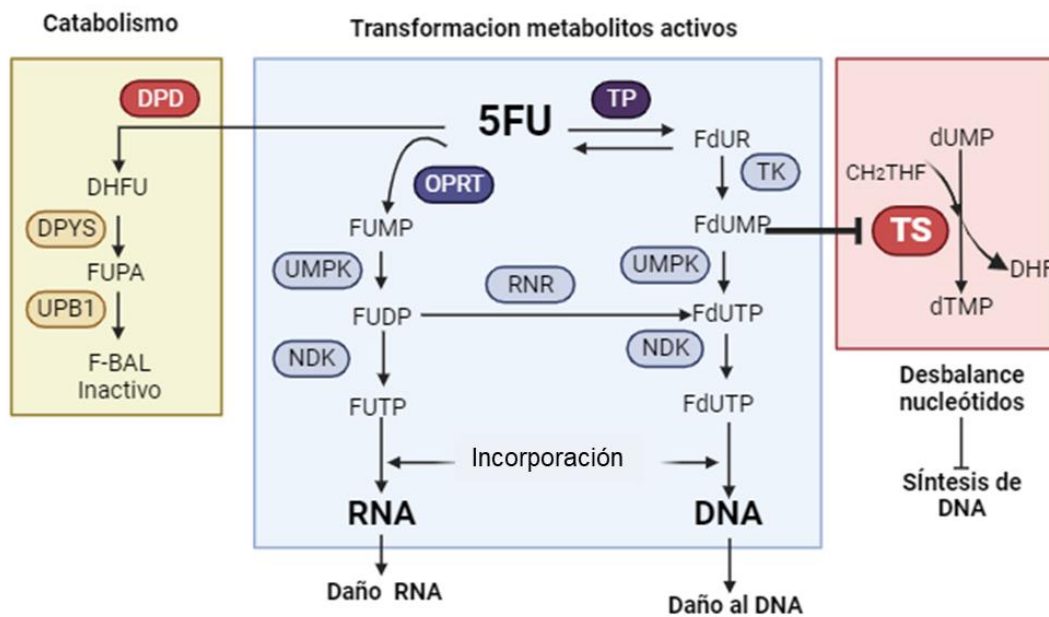 Catabolismo
Transformacion metabolitos activos
DPD
DHFU
DPYS
FUPA
UPB1
F-BAL
Inactivo
5FU
TP
FdUR
OPRT
TK
FUMP
FdUMP
UMPK
UMPK
RNR
FUDP
FdUTP
NDK
NDK
FUTP
FdUTP
Incorporación
RNA
DNA
Daño RNA
Daño al DNA
dUMP
CH2THF
TS
DHF
dTMP
Desbalance
nucleótidos
Síntesis de
DNA